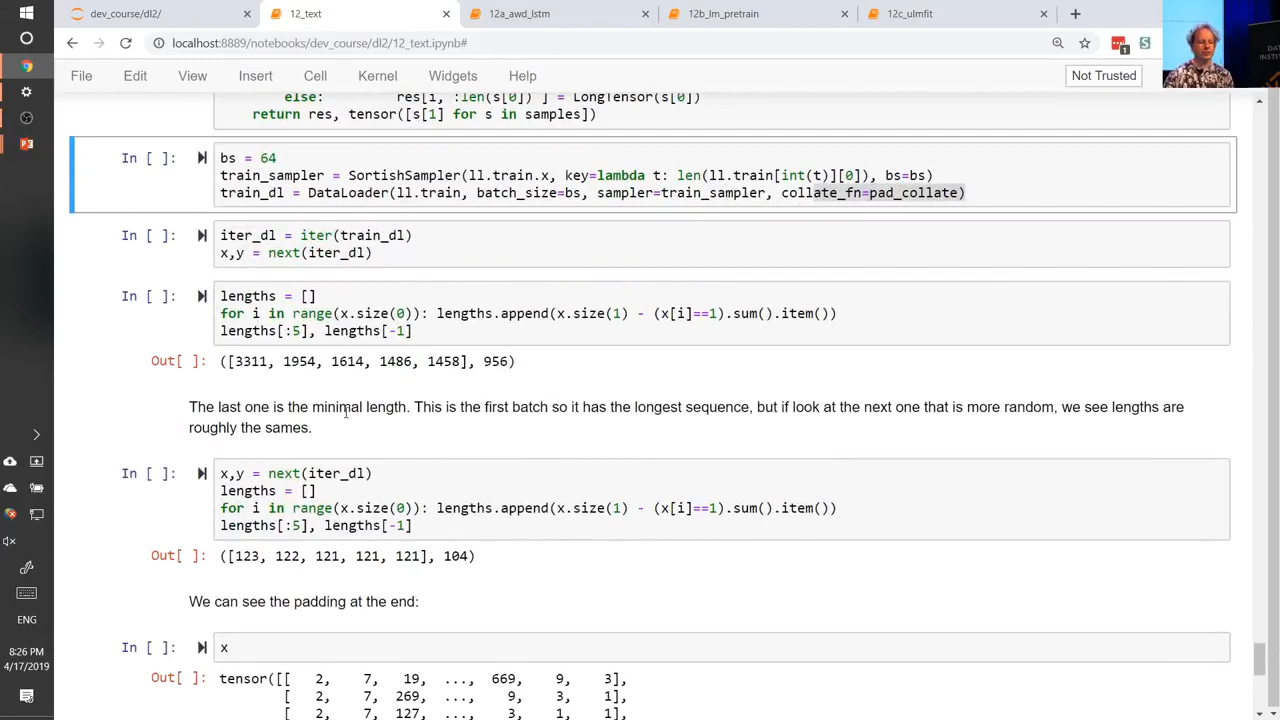 dev_course/dl2/
12_text
12a_awd_lstm
12b_lm_pretrain
12c_ulmfit
localhost:8889/notebooks/dev_course/dl2/12_text.ipynb#
1
File Edit View Insert Cell Kernel Widgets Help
Not Trusted
else: res[i, :len(s[0]) ] = LongTensor(s[0])
return res, tensor([s[1] for s in samples])
In [ ]: bs = 64
train_sampler = SortishSampler(ll.train.x, key=lambda t: len(ll.train[int(t)][0]), bs=bs)
train_dl = DataLoader(ll.train, batch_size=bs, sampler=train_sampler, collate_fn=pad_collate)
In [ ]: iter_dl = iter(train_dl)
x,y = next(iter_dl)
In [ ]: lengths = []
for i in range(x.size(0)): lengths.append(x.size(1) - (x[i]==1).sum().item())
lengths[:5], lengths[-1]
Out[ ]: ([3311, 1954, 1614, 1486, 1458], 956)
The last one is the minimal length. This is the first batch so it has the longest sequence, but if look at the next one that is more random, we see lengths are
roughly the sames.
In [ ]: x,y = next(iter_dl)
lengths = []
for i in range(x.size(0)): lengths.append(x.size(1) - (x[i]==1).sum().item())
lengths[:5], lengths[-1]
Out[ ]: ([123, 122, 121, 121, 121], 104)
We can see the padding at the end:
In [ ]: x
Out[ ]: tensor([[ 2, 7, 19, ..., 669, 9, 3],
[ 2, 7, 269, ..., 9, 3, 1],
[ 2, 7, 127, ..., 3, 1, 1],
ENG
8:26 PM
4/17/2019